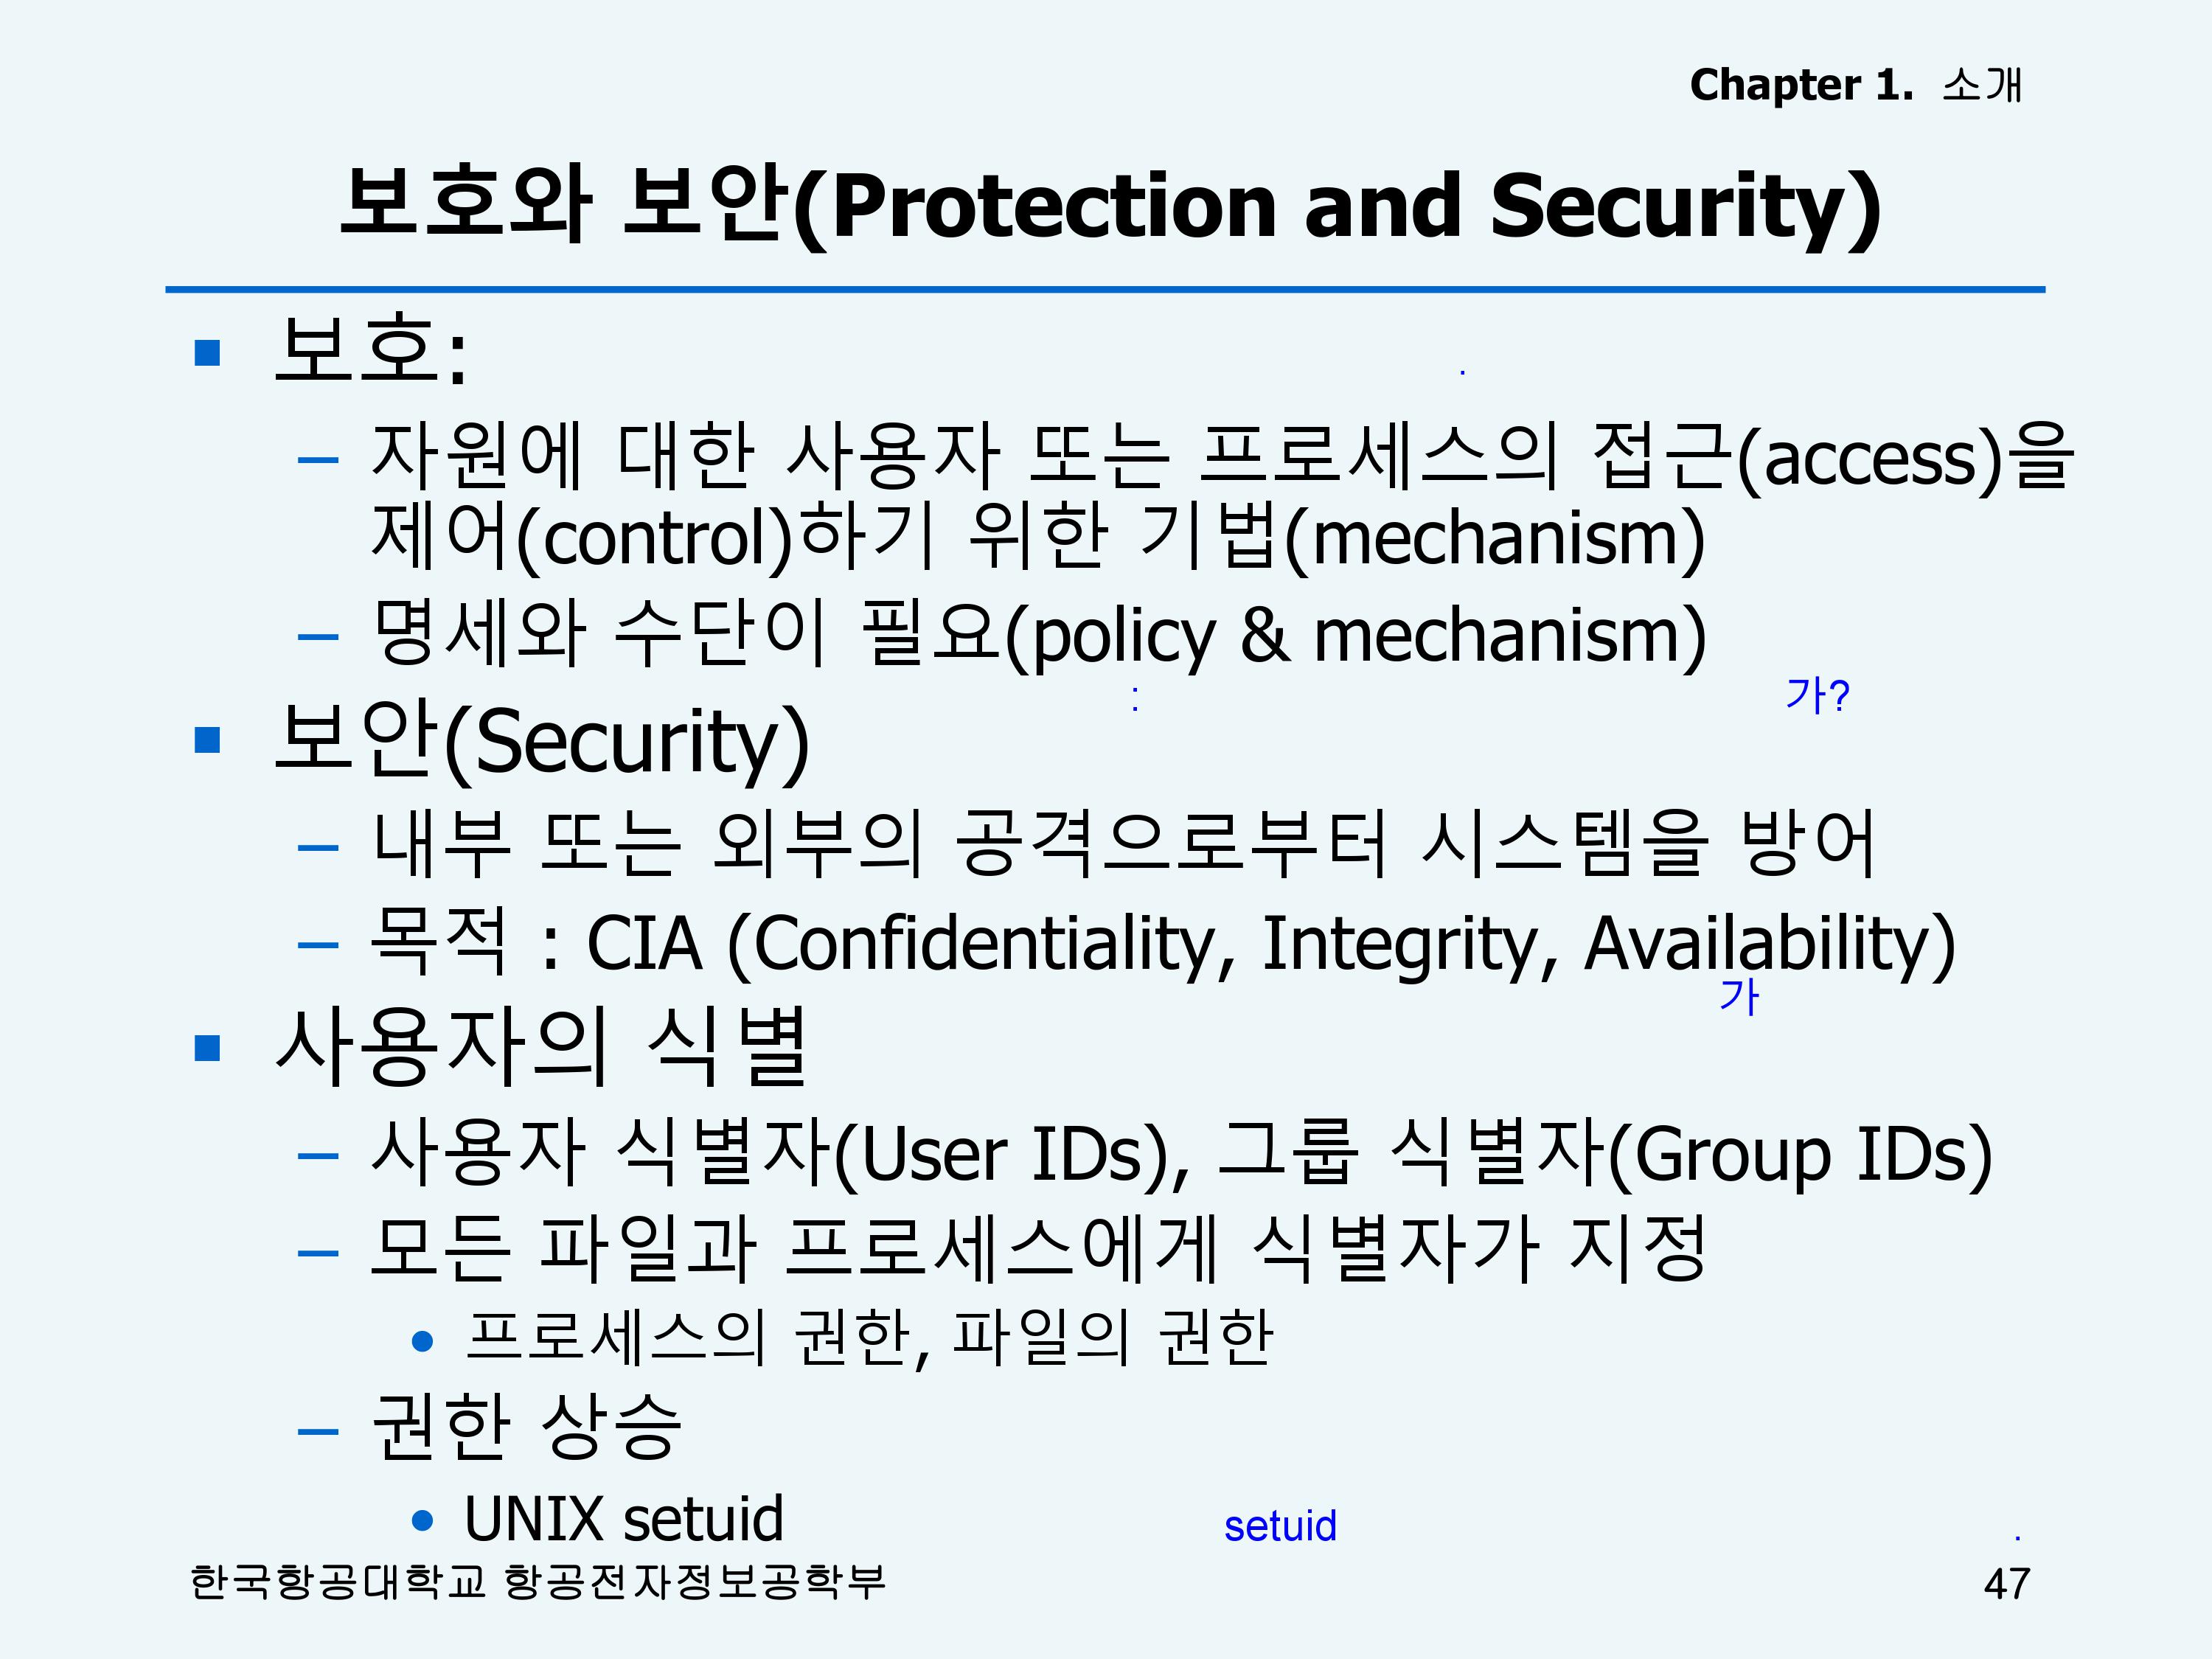 Chapter 1. 소개
보호와 보안(Protection and Security)
보호:
.
– 자원에 대한 사용자 또는 프로세스의 접근(access)을
제어(control)하기 위한 기법(mechanism)
– 명세와 수단이 필요(policy & mechanism)
: 가?
보안(Security)
– 내부 또는 외부의 공격으로부터 시스템을 방어
– 목적 : CIA (Confidentiality, Integrity, Availability)
가
사용자의 식별
– 사용자 식별자(User IDs), 그룹 식별자(Group IDs)
– 모든 파일과 프로세스에게 식별자가 지정
• 프로세스의 권한, 파일의 권한
– 권한 상승
• UNIX setuid
setuid .
한국항공대학교 항공전자정보공학부
47